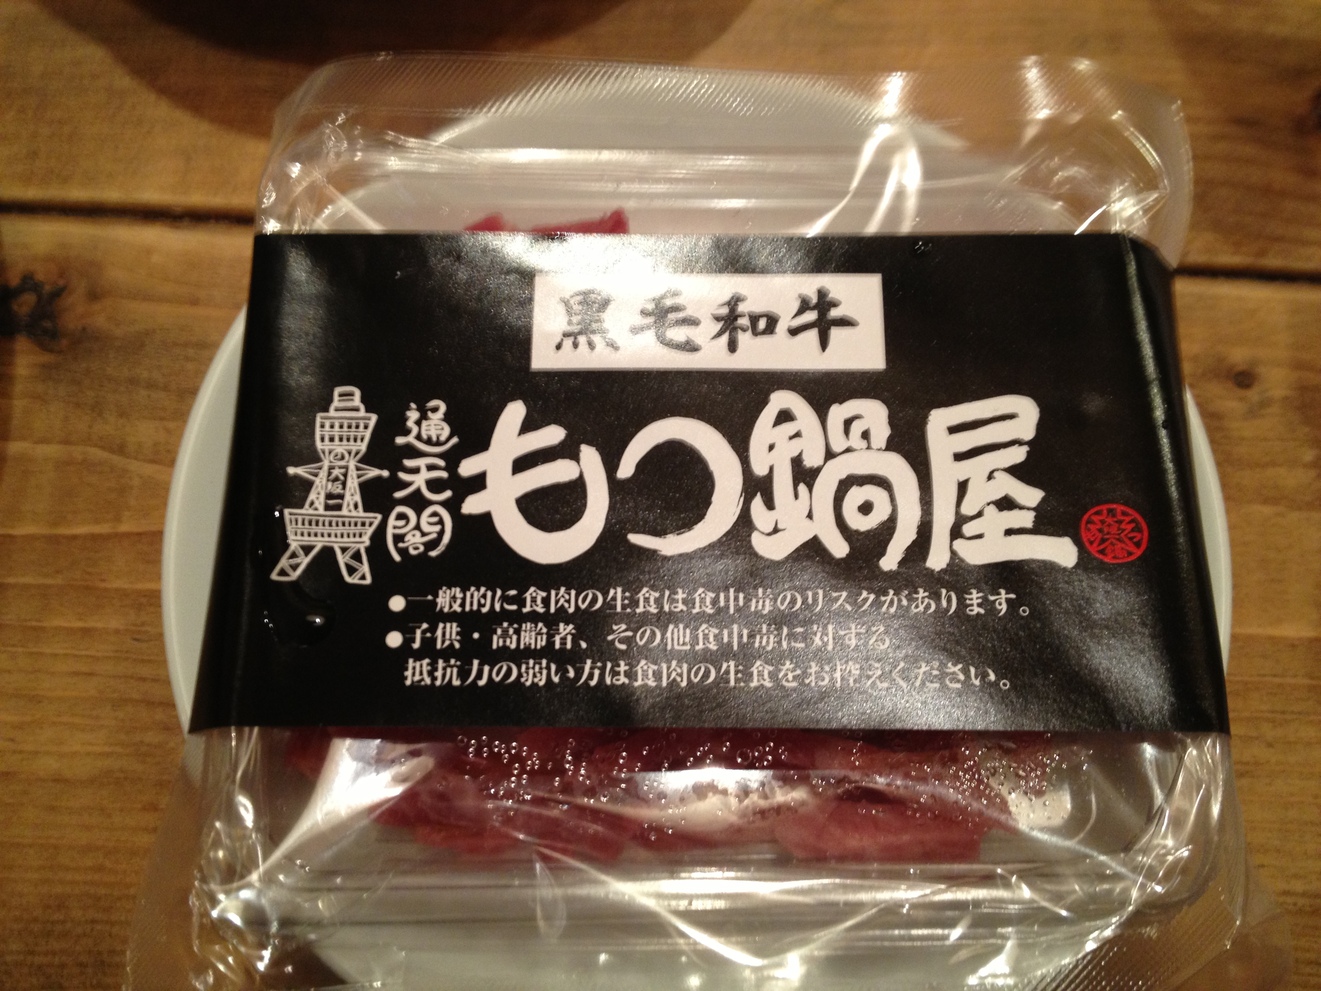 黒毛和牛
の
大阪
通天閣
もつ鍋屋
●一般的に食肉の生食は食中毒のリスクがあります。
●子供・高齢者、その他食中毒に対する
抵抗力の弱い方は食肉の生食をお控えください。